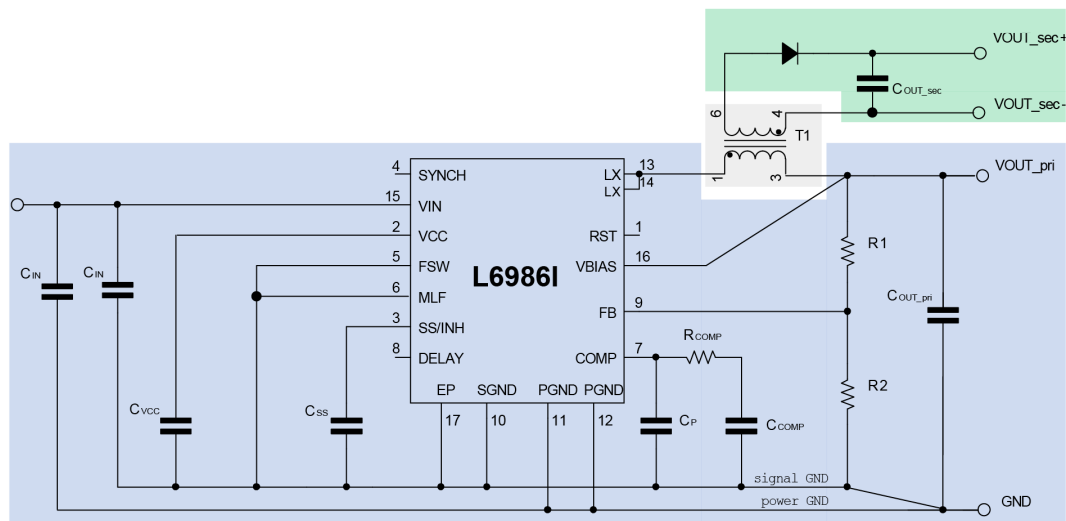 VOUT_sec+
COUT_sec
VOUT_sec-
6
4
T1
1
3
4
SYNCH
LX
13
LX
14
VOUT_pri
15
VIN
2
VCC
RST
1
R1
CIN
CIN
5
FSW
L6986I
VBIAS
16
6
MLF
FB
9
COUT_pri
3
SS/INH
RCOMP
8
DELAY
COMP
7
R2
EP
SGND
PGND
PGND
CVCC
CSS
17
10
11
12
CP
CCOMP
signal GND
power GND
GND